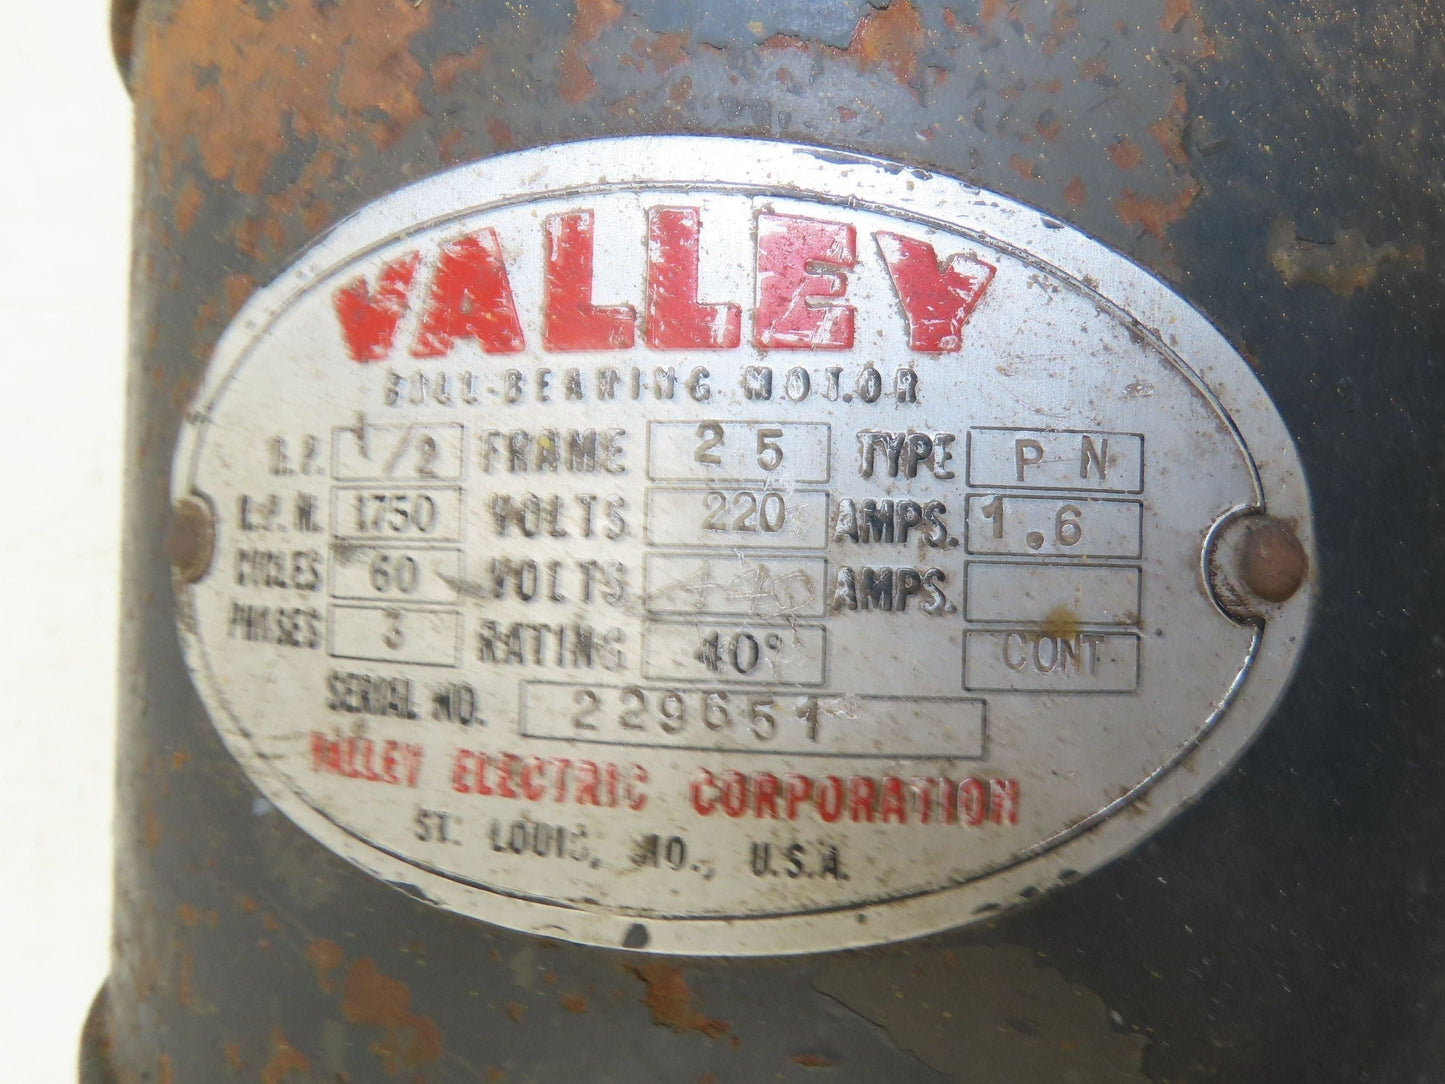 VALLEY
BALL-BEARING MOTOR
H.P. 1/2 FRAME 25 TYPE PN
R.P.M. 1750 VOLTS 220 AMPS. 1.6
CYCLES 60 VOLTS 440 AMPS.
PHASES 3 RATING 40° CONT
SERIAL NO. 229651
VALLEY ELECTRIC CORPORATION
ST. LOUIS, MO., U.S.A.